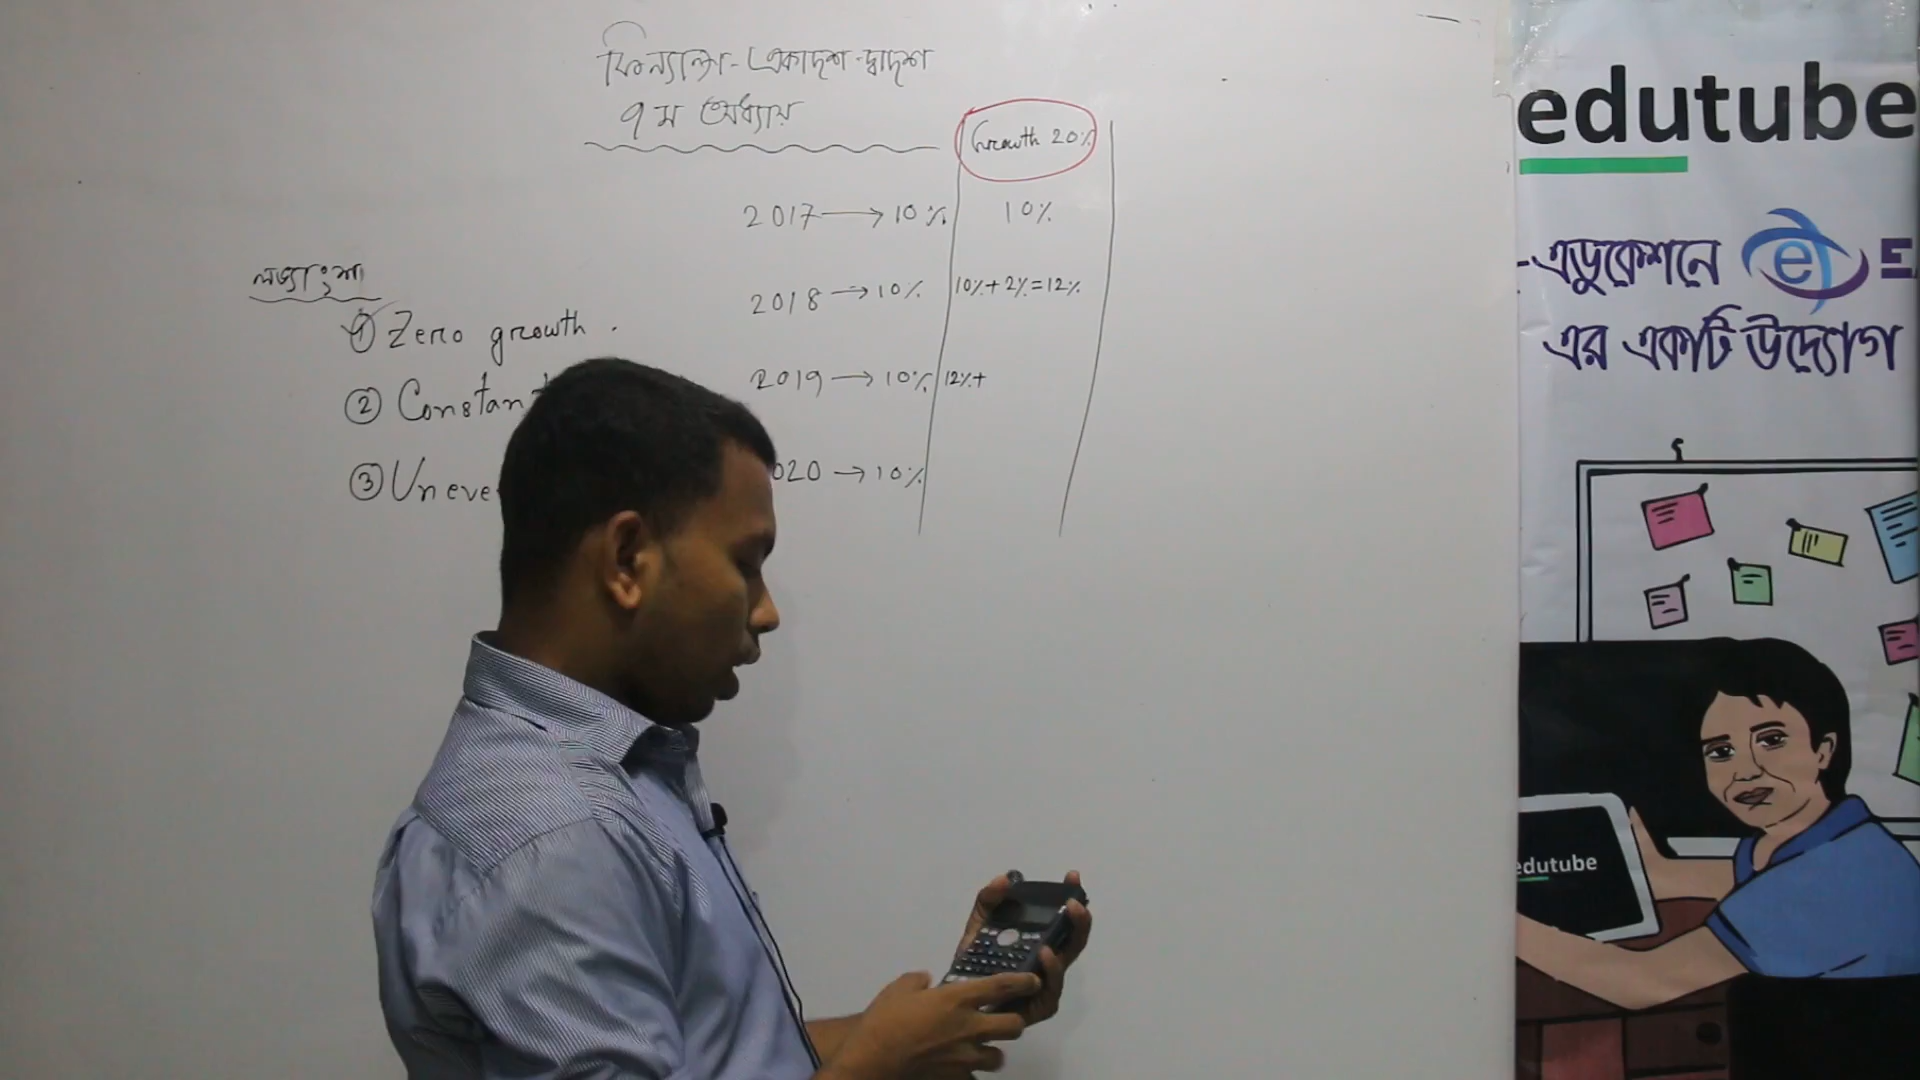 ফিন্যান্স-একাদশ-দ্বাদশ
৭ম অধ্যায়
Growth 20%
2017 → 10% 10%
লভ্যাংশ
2018 → 10% 10%+2%=12%
① Zero growth.
2019 → 10% 12%+
② Constant
020 → 10%
③ Uneve
edutube
-এডুকেশনে e E
এর একটি উদ্যোগ
edutube